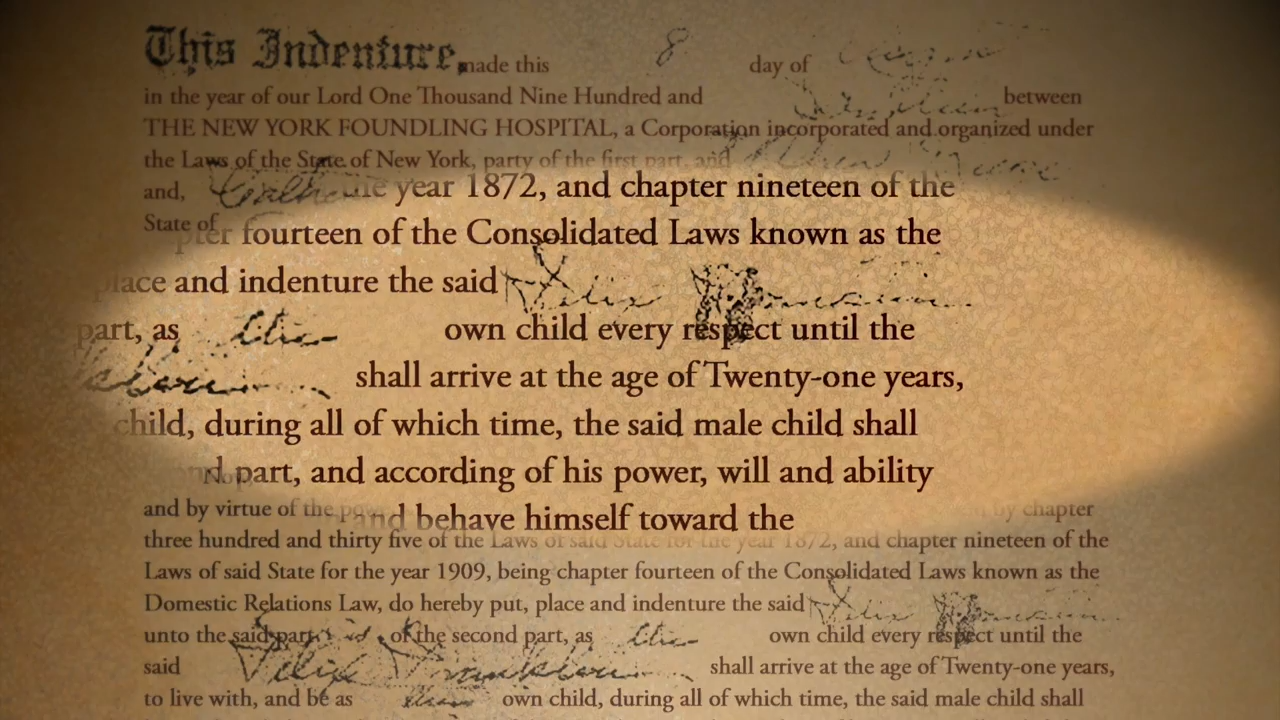 This Indenture, made this 8 day of
in the year of our Lord One Thousand Nine Hundred and between
THE NEW YORK FOUNDLING HOSPITAL, a Corporation incorporated and organized under
the Laws of the State of New York, party of the first part, and
and,
State of
the year 1872, and chapter nineteen of the
fourteen of the Consolidated Laws known as the
place and indenture the said Felix
part, as own child every respect until the
shall arrive at the age of Twenty-one years,
child, during all of which time, the said male child shall
part, and according of his power, will and ability
and behave himself toward the
and by virtue of the by chapter
three hundred and thirty five of the Laws of said State for the year 1872, and chapter nineteen of the
Laws of said State for the year 1909, being chapter fourteen of the Consolidated Laws known as the
Domestic Relations Law, do hereby put, place and indenture the said Felix
unto the said part of the second part, as own child every respect until the
said Felix shall arrive at the age of Twenty-one years,
to live with, and be as own child, during all of which time, the said male child shall